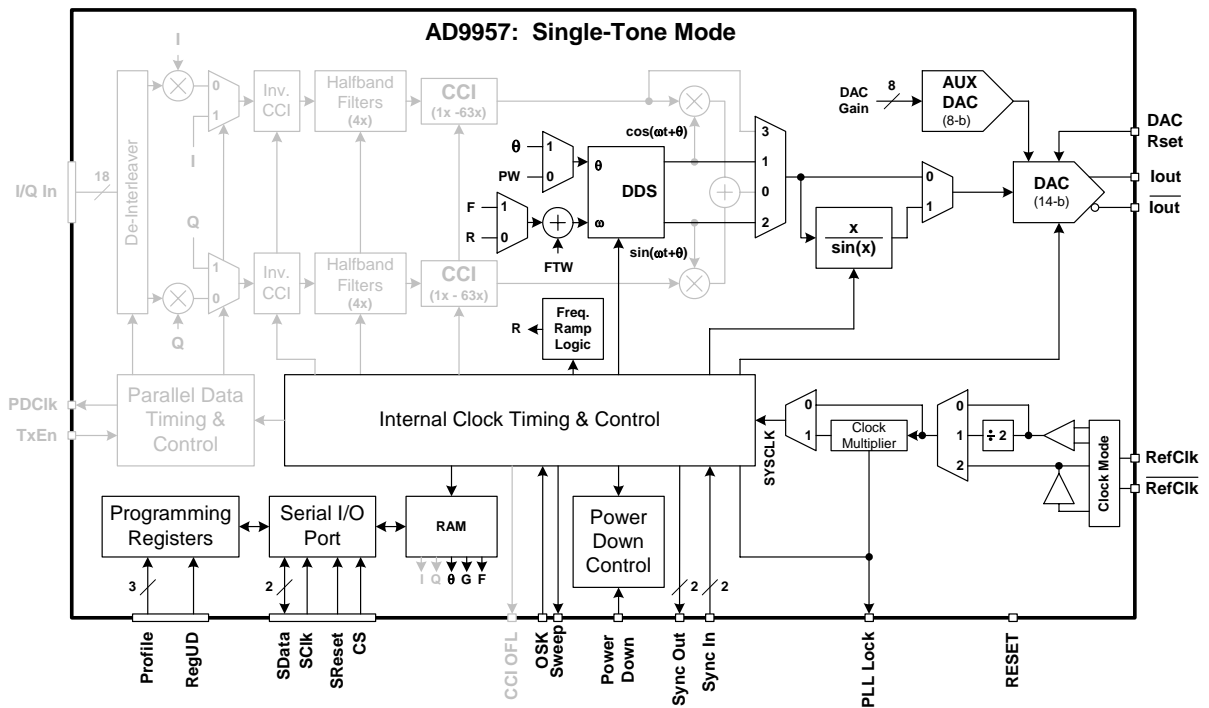 AD9957: Single-Tone Mode
I
Q
I
Q
0
1
1
0
I/Q In
18
De-Interleaver
Inv.
CCI
Halfband
Filters
(4x)
CCI
(1x -63x)
Inv.
CCI
Halfband
Filters
(4x)
CCI
(1x - 63x)
cos(ωt+θ)
sin(ωt+θ)
θ
PW
1
0
F
R
1
0
FTW
θ
ω
DDS
3
1
0
2
x
sin(x)
0
1
DAC
Gain
8
AUX
DAC
(8-b)
DAC
(14-b)
DAC
Rset
Iout
Iout
R
Freq.
Ramp
Logic
PDClk
TxEn
Parallel Data
Timing &
Control
Internal Clock Timing & Control
SYSCLK
0
1
Clock
Multiplier
0
1
2
÷ 2
Clock Mode
RefClk
RefClk
Programming
Registers
Serial I/O
Port
RAM
I
Q
θ
G
F
Power
Down
Control
3
2
2
2
Profile
RegUD
SData
SClk
SReset
CS
CCI OFL
OSK
Sweep
Power
Down
Sync Out
Sync In
PLL Lock
RESET